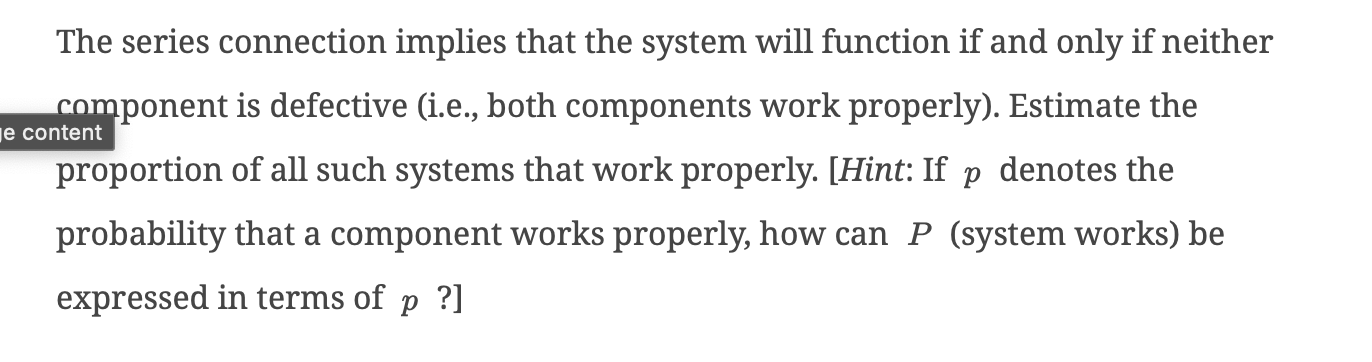 The series connection implies that the system will function if and only if neither
component is defective (i.e., both components work properly). Estimate the
ge content
proportion of all such systems that work properly. [Hint: If p denotes the
probability that a component works properly, how can P (system works) be
expressed in terms of p ?]